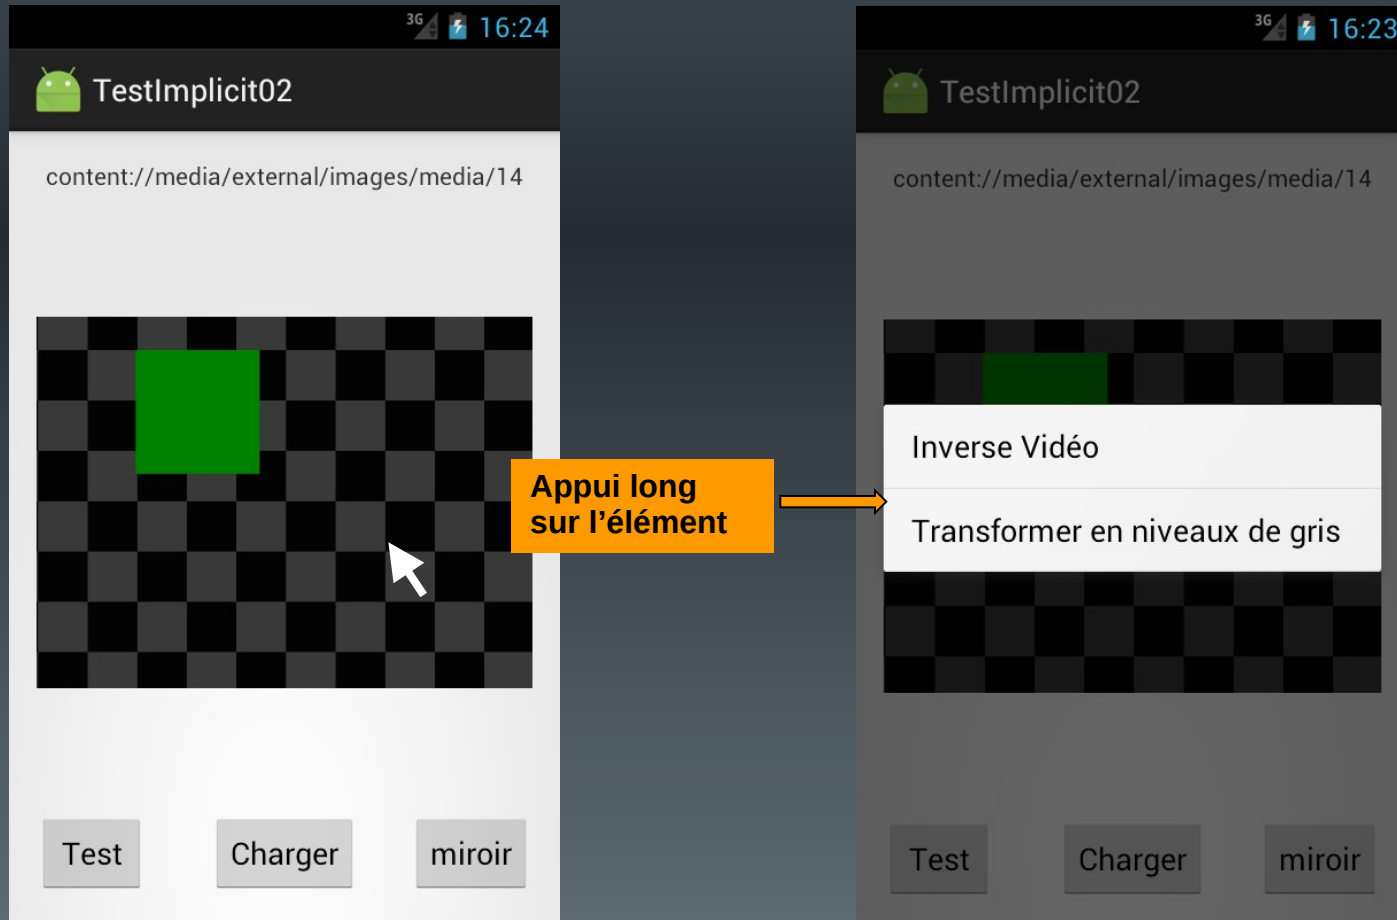 3G 16:24
TestImplicit02
content://media/external/images/media/14
Test
Charger
miroir
Appui long
sur l’élément
3G 16:23
TestImplicit02
content://media/external/images/media/14
Inverse Vidéo
Transformer en niveaux de gris
Test
Charger
miroir